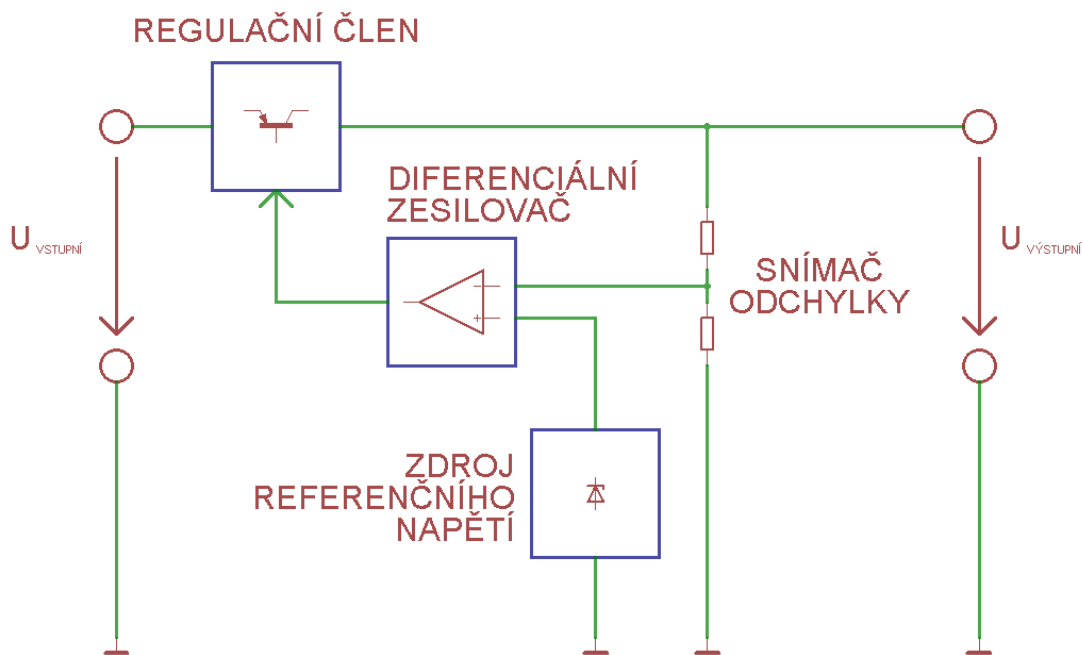 REGULAČNÍ ČLEN
DIFERENCIÁLNÍ
ZESILOVAČ
U VSTUPNÍ
U VÝSTUPNÍ
SNÍMAČ
ODCHYLKY
ZDROJ
REFERENČNÍHO
NAPĚTÍ